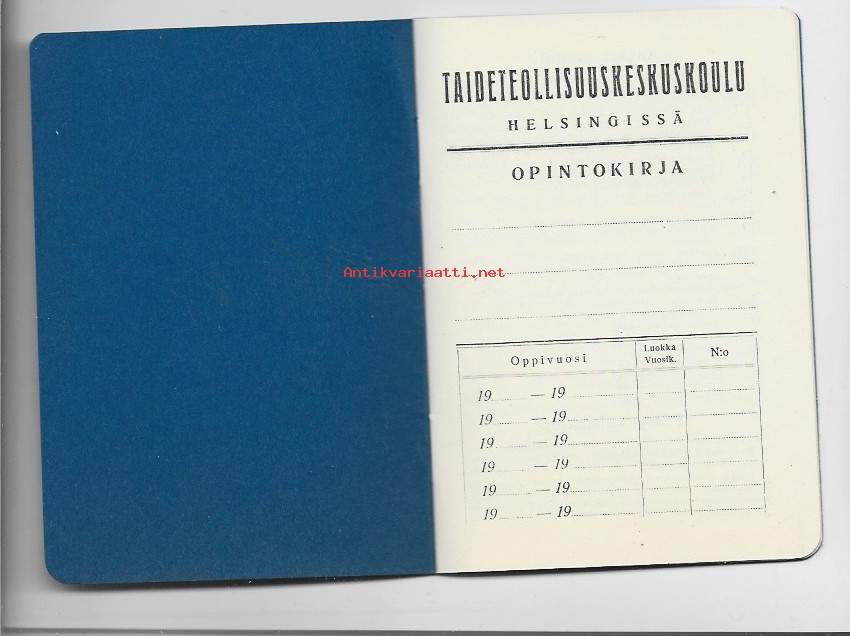 TAIDETEOLLISUUSKESKUSKOULU
HELSINGISSÄ
OPINTOKIRJA
Antikvariaatti.net
Oppivuosi Luokka Vuosik. N:o
19 — 19
19 — 19
19 — 19
19 — 19
19 — 19
19 — 19